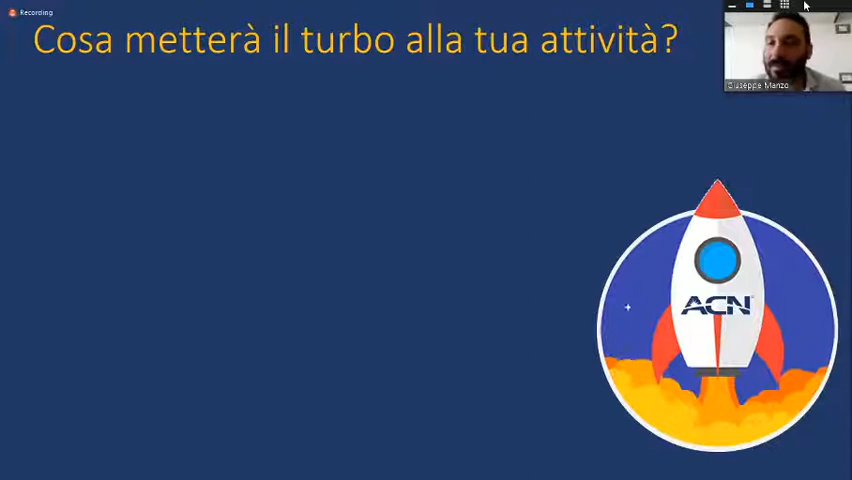 Recording
Cosa metterà il turbo alla tua attività?
Giuseppe Manzo
ACN